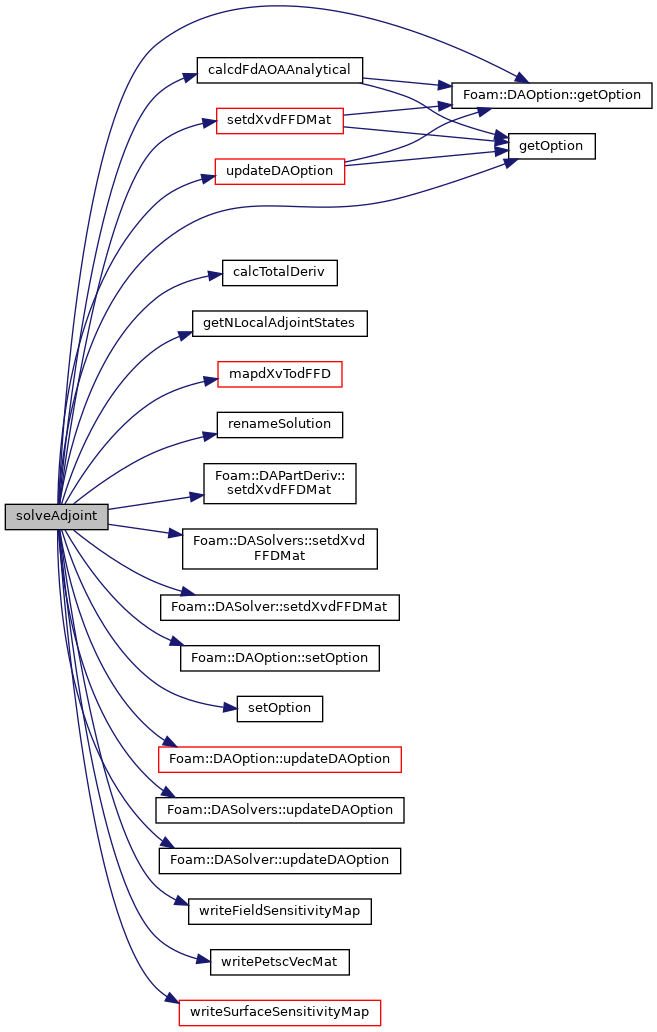 calcdFdAOAAnalytical
Foam::DAOption::getOption
setdXvdFFDMat
getOption
updateDAOption
calcTotalDeriv
getNLocalAdjointStates
mapdXvTodFFD
renameSolution
Foam::DAPartDeriv::
setdXvdFFDMat
solveAdjoint
Foam::DASolvers::setdXvd
FFDMat
Foam::DASolver::setdXvdFFDMat
Foam::DAOption::setOption
setOption
Foam::DAOption::updateDAOption
Foam::DASolvers::updateDAOption
Foam::DASolver::updateDAOption
writeFieldSensitivityMap
writePetscVecMat
writeSurfaceSensitivityMap